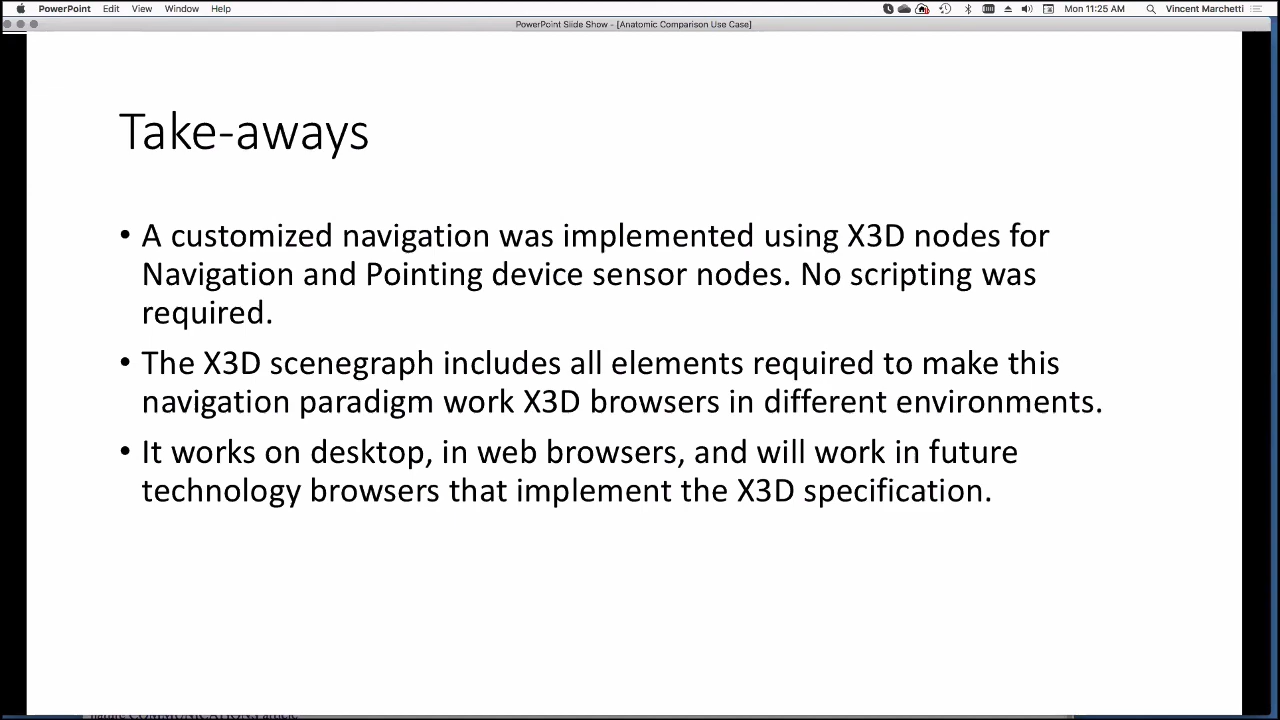 PowerPoint Edit View Window Help Mon 11:25 AM Vincent Marchetti
PowerPoint Slide Show - [Anatomic Comparison Use Case]
Take-aways
• A customized navigation was implemented using X3D nodes for
Navigation and Pointing device sensor nodes. No scripting was
required.
• The X3D scenegraph includes all elements required to make this
navigation paradigm work X3D browsers in different environments.
• It works on desktop, in web browsers, and will work in future
technology browsers that implement the X3D specification.